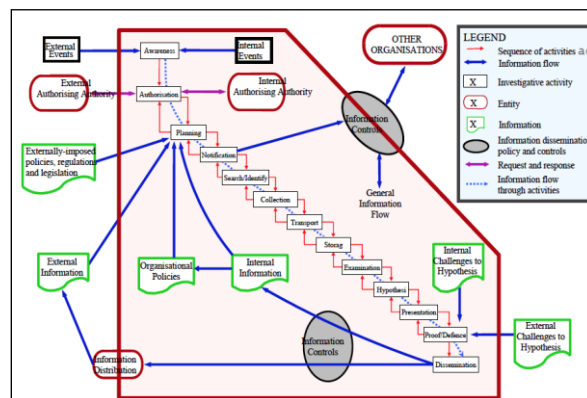 External
Events
Awareness
Internal
Events
OTHER
ORGANISATIONS
LEGEND
Sequence of activities
Information flow
X
Investigative activity
X
Entity
X
Information
Information dissemination
policy and controls
Request and response
Information flow
through activities
External
Authorising Authority
Authorisation
Internal
Authorising Authority
Planning
Information
Controls
Notification
Externally-imposed
policies, regulations
and legislation
Search/Identify
General
Information
Flow
Collection
Transport
Storag
External
Information
Organisational
Policies
Internal
Information
Examination
Internal
Challenges to
Hypothesis
Hypothesi
Presentation
Proof/Defence
External
Challenges to
Hypothesis
Information
Controls
Information
Distribution
Dissemination